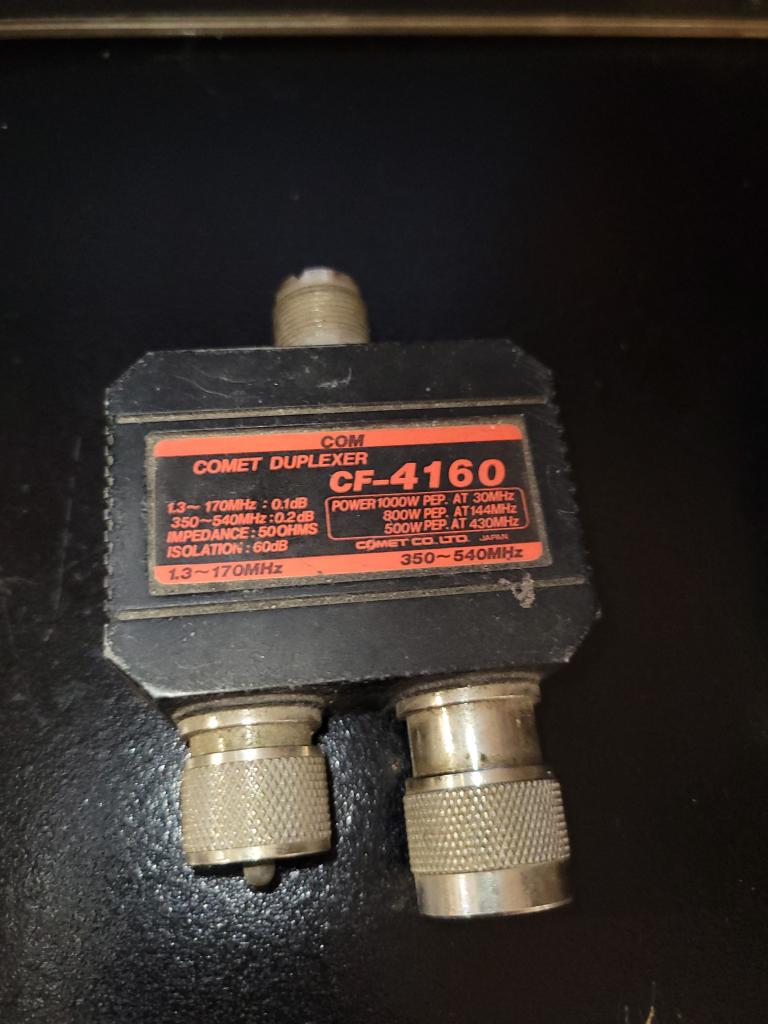 COM
COMET DUPLEXER
CF-4160
1.3~170MHz : 0.1dB
350~540MHz : 0.2dB
IMPEDANCE : 50OHMS
ISOLATION : 60dB
POWER 1000W PEP. AT 30MHz
800W PEP. AT 144MHz
500W PEP. AT 430MHz
COMET CO. LTD. JAPAN
1.3~170MHz
350~540MHz